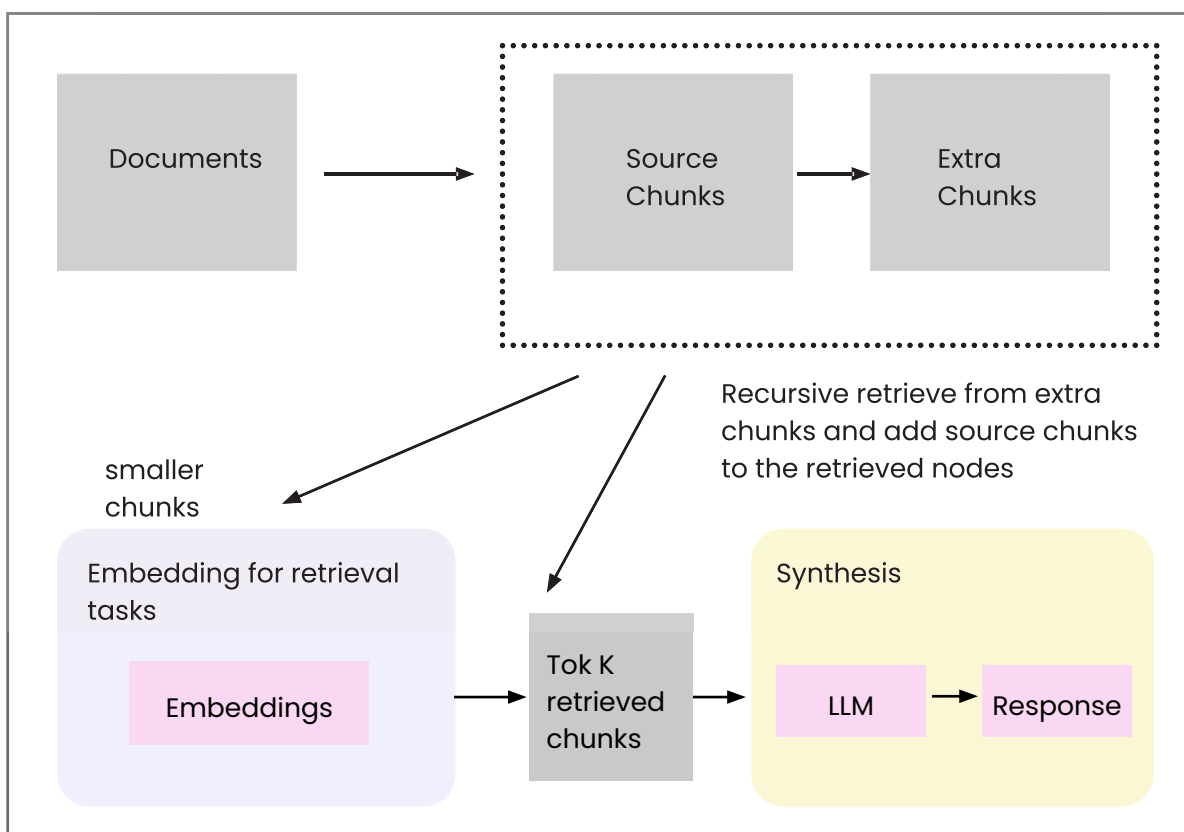 Documents
Source
Chunks
Extra
Chunks
Recursive retrieve from extra
chunks and add source chunks
to the retrieved nodes
smaller
chunks
Embedding for retrieval
tasks
Embeddings
Tok K
retrieved
chunks
Synthesis
LLM
Response